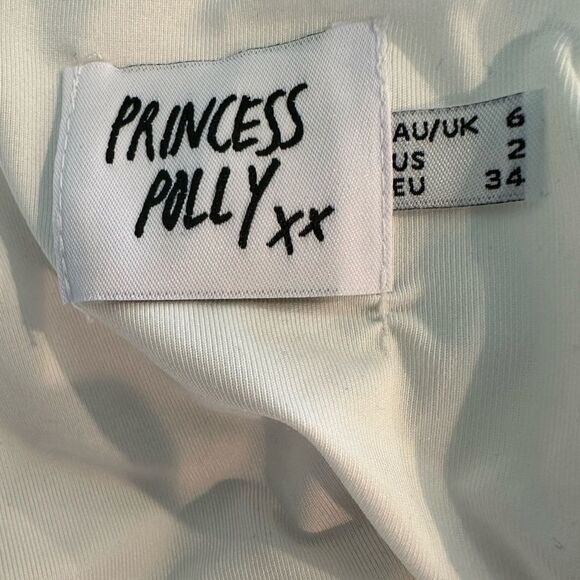 PRINCESS
POLLY xx
AU/UK 6
US 2
EU 34